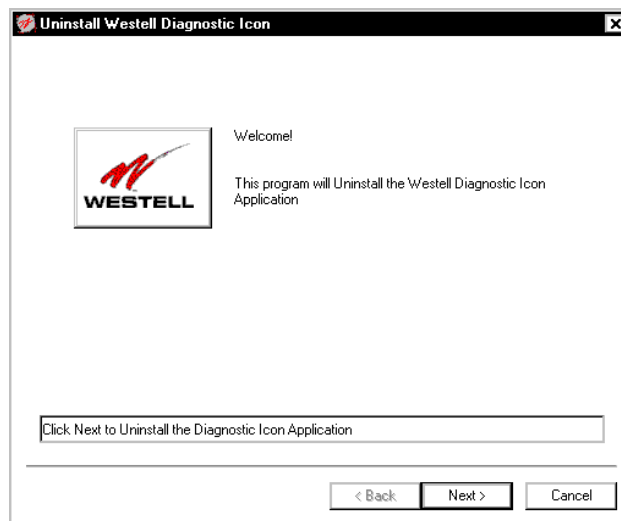 Uninstall Westell Diagnostic Icon
Welcome!
WESTELL
This program will Uninstall the Westell Diagnostic Icon
Application
Click Next to Uninstall the Diagnostic Icon Application
< Back
Next >
Cancel